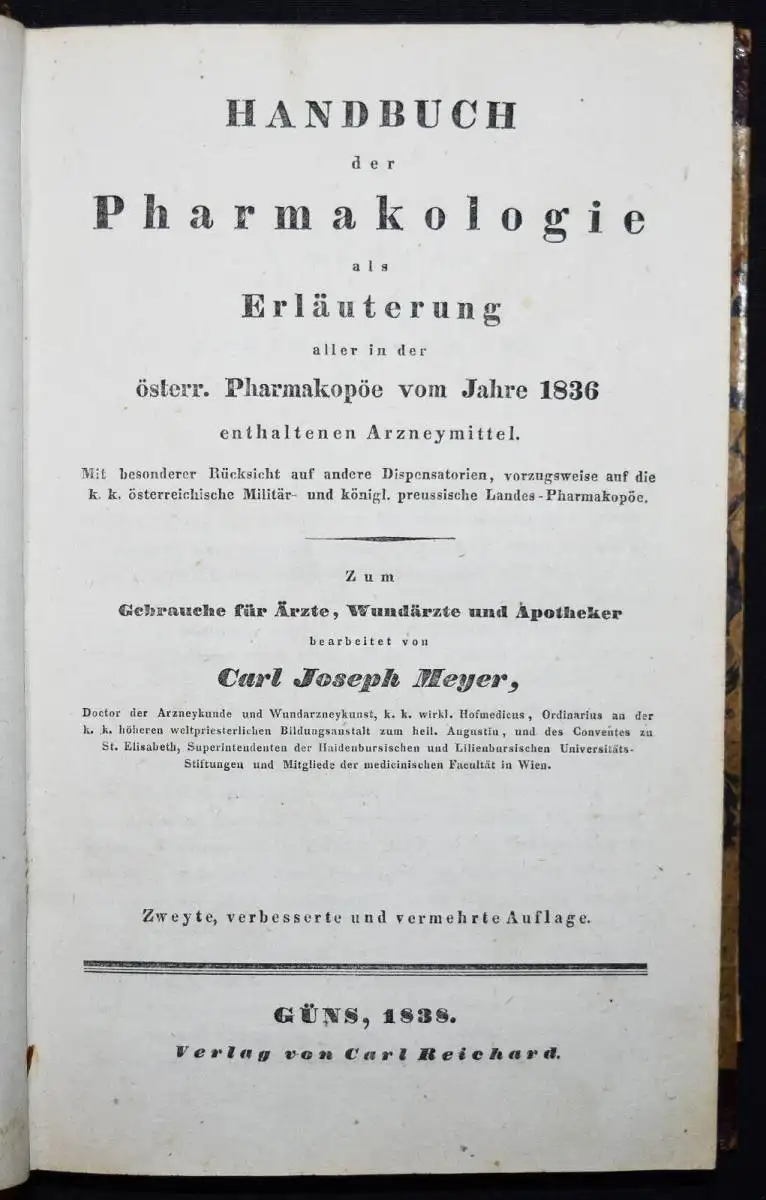 HANDBUCH
der
Pharmakologie
als
Erläuterung
aller in der
österr. Pharmakopöe vom Jahre 1836
enthaltenen Arzneymittel.
Mit besonderer Rücksicht auf andere Dispensatorien, vorzugsweise auf die
k. k. österreichische Militär- und königl. preussische Landes-Pharmakopöe.
Zum
Gebrauche für Ärzte, Wundärzte und Apotheker
bearbeitet von
Carl Joseph Meyer,
Doctor der Arzneykunde und Wundarzneykunst, k. k. wirkl. Hofmedicus, Ordinarius an der
k. k. höheren weltpriesterlichen Bildungsanstalt zum heil. Augustin, und des Conventes zu
St. Elisabeth, Superintendenten der Haidenbursischen und Lilienbursischen Universitäts-
Stiftungen und Mitgliede der medicinischen Facultät in Wien.
Zweyte, verbesserte und vermehrte Auflage.
GÜNS, 1838.
Verlag von Carl Reichard.